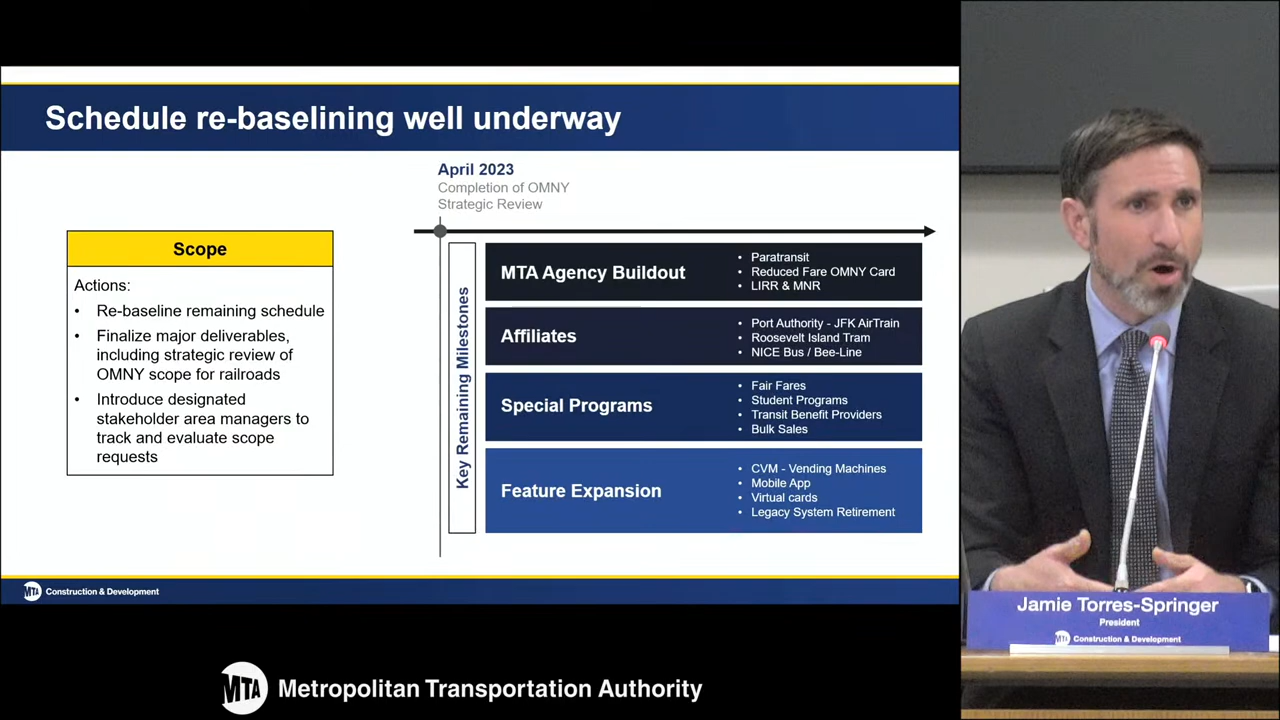 Schedule re-baselining well underway
April 2023
Completion of OMNY
Strategic Review
Scope
Actions:
• Re-baseline remaining schedule
• Finalize major deliverables,
including strategic review of
OMNY scope for railroads
• Introduce designated
stakeholder area managers to
track and evaluate scope
requests
Key Remaining Milestones
MTA Agency Buildout
• Paratransit
• Reduced Fare OMNY Card
• LIRR & MNR
Affiliates
• Port Authority - JFK AirTrain
• Roosevelt Island Tram
• NICE Bus / Bee-Line
Special Programs
• Fair Fares
• Student Programs
• Transit Benefit Providers
• Bulk Sales
Feature Expansion
• CVM - Vending Machines
• Mobile App
• Virtual cards
• Legacy System Retirement
MTA Construction & Development
MTA Metropolitan Transportation Authority
Jamie Torres-Springer
President
MTA Construction & Development